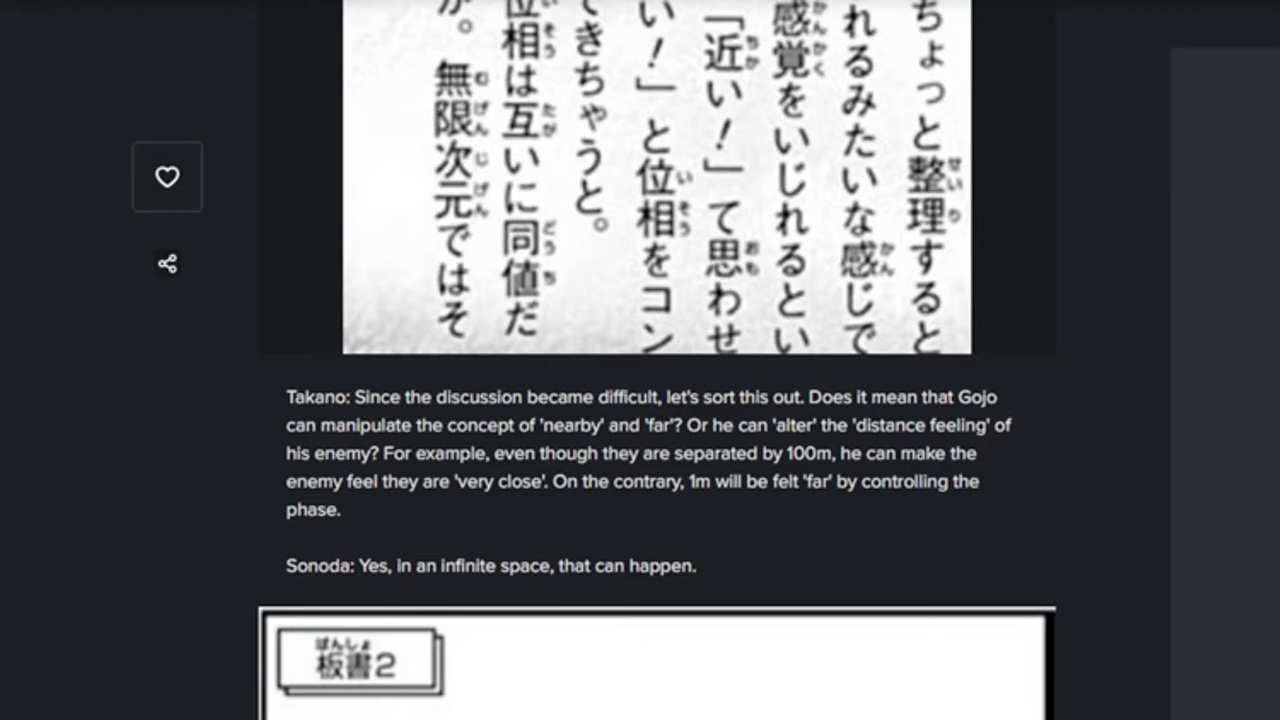 ちょっと整理すると
れるみたいな感じで
感覚をいじれるとい
「近い！」て思わせ
い！」と位相をコン
できちゃうと。
位相は互いに同値だ
か。無限次元ではそ
Takano: Since the discussion became difficult, let's sort this out. Does it mean that Gojo
can manipulate the concept of 'nearby' and 'far'? Or he can 'alter' the 'distance feeling' of
his enemy? For example, even though they are separated by 100m, he can make the
enemy feel they are 'very close'. On the contrary, 1m will be felt 'far' by controlling the
phase.
Sonoda: Yes, in an infinite space, that can happen.
板書2